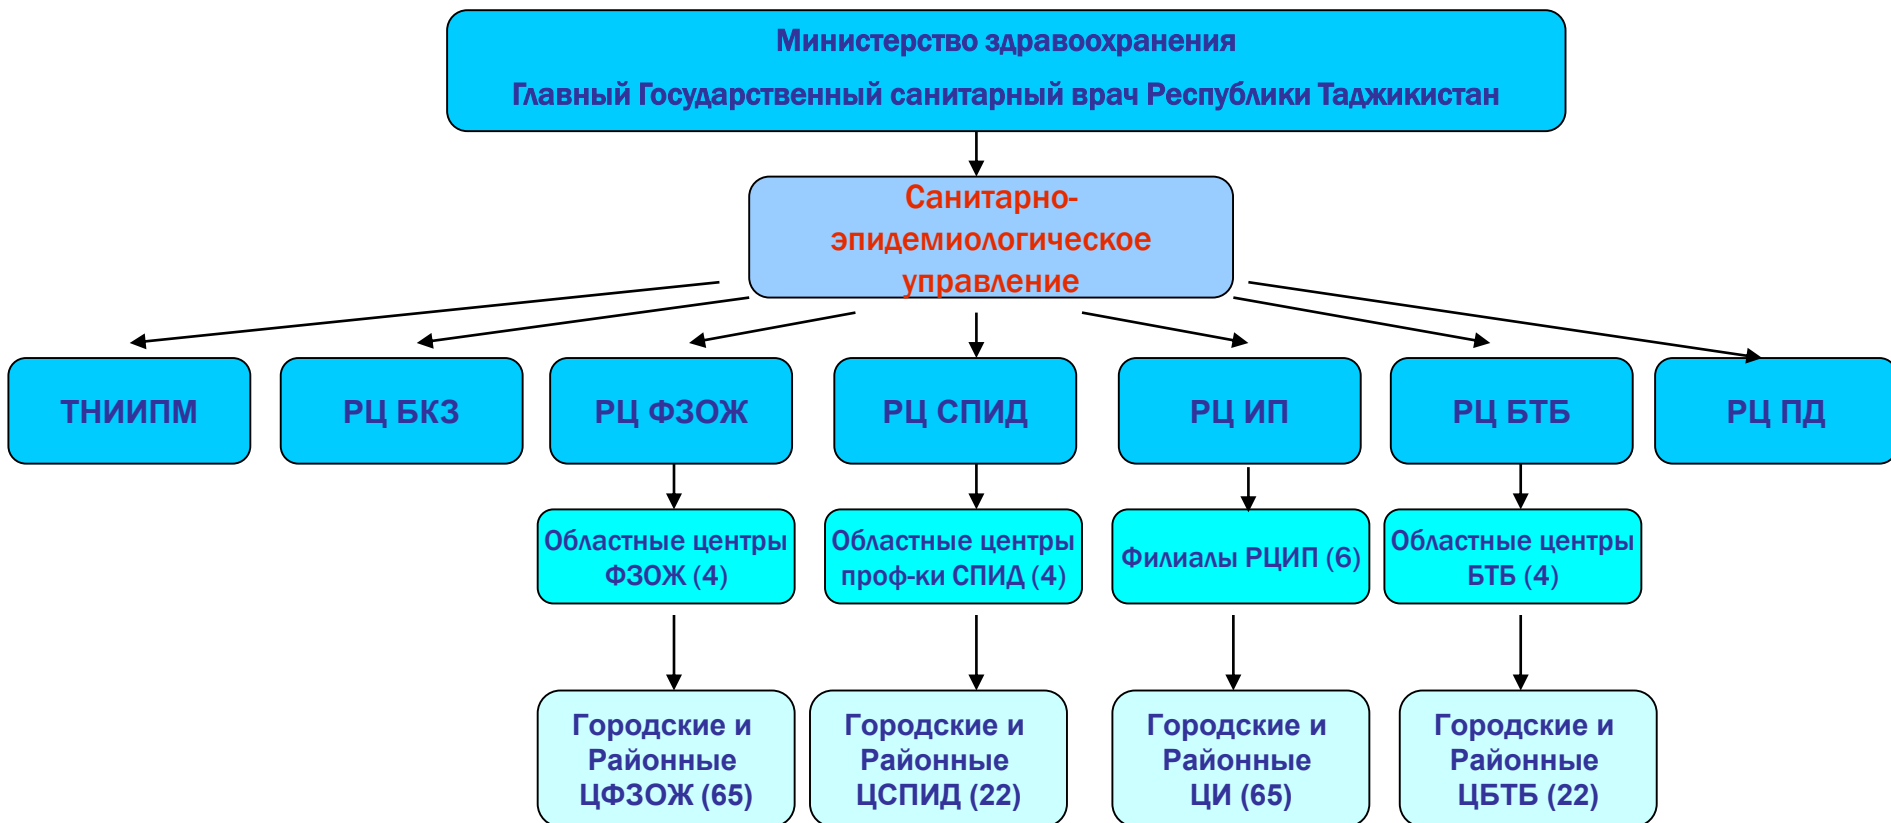 Министерство здравоохранения
Главный Государственный санитарный врач Республики Таджикистан
Санитарно-
эпидемиологическое
управление
ТНИИПМ
РЦ БКЗ
РЦ ФЗОЖ
РЦ СПИД
РЦ ИП
РЦ БТБ
РЦ ПД
Областные центры
ФЗОЖ (4)
Областные центры
проф-ки СПИД (4)
Филиалы РЦИП (6)
Областные центры
БТБ (4)
Городские и
Районные
ЦФЗОЖ (65)
Городские и
Районные
ЦСПИД (22)
Городские и
Районные
ЦИ (65)
Городские и
Районные
ЦБТБ (22)